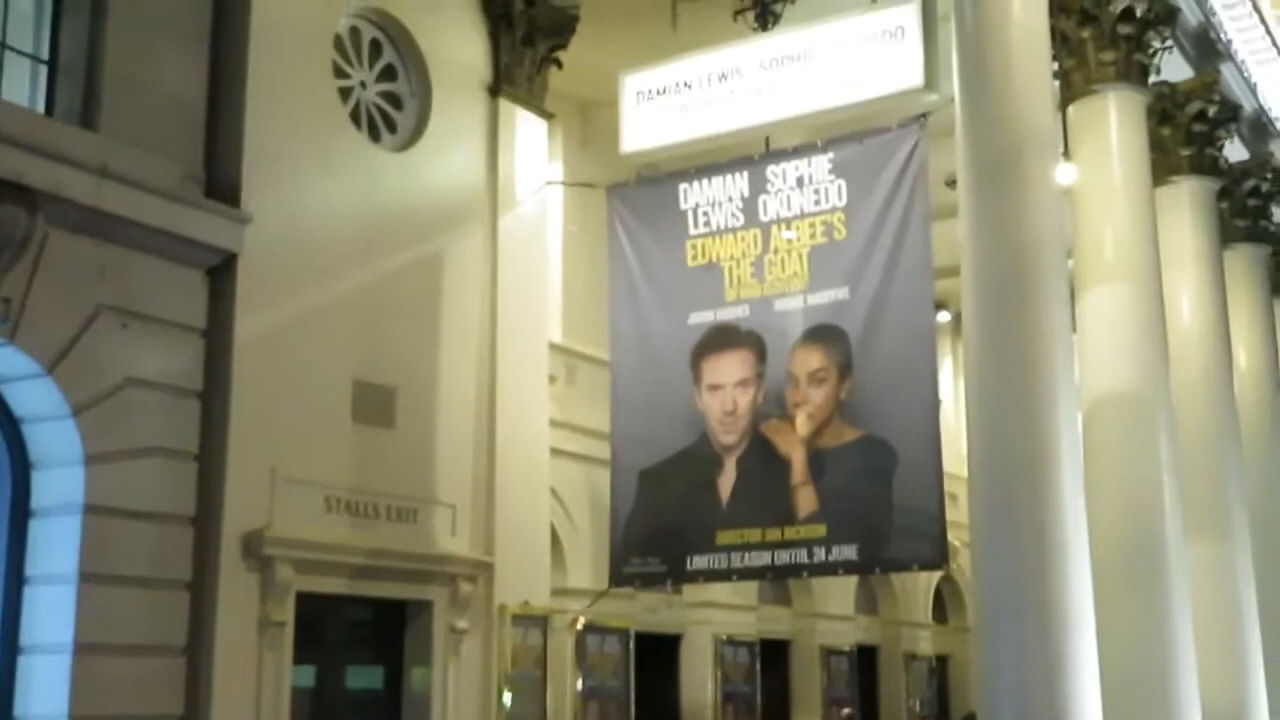 DAMIAN LEWIS SOPHIE OKONEDO
DAMIAN SOPHIE
LEWIS OKONEDO
EDWARD ALBEE'S
THE GOAT
DIRECTOR IAN RICKSON
LIMITED SEASON UNTIL 24 JUNE
STALLS EXIT